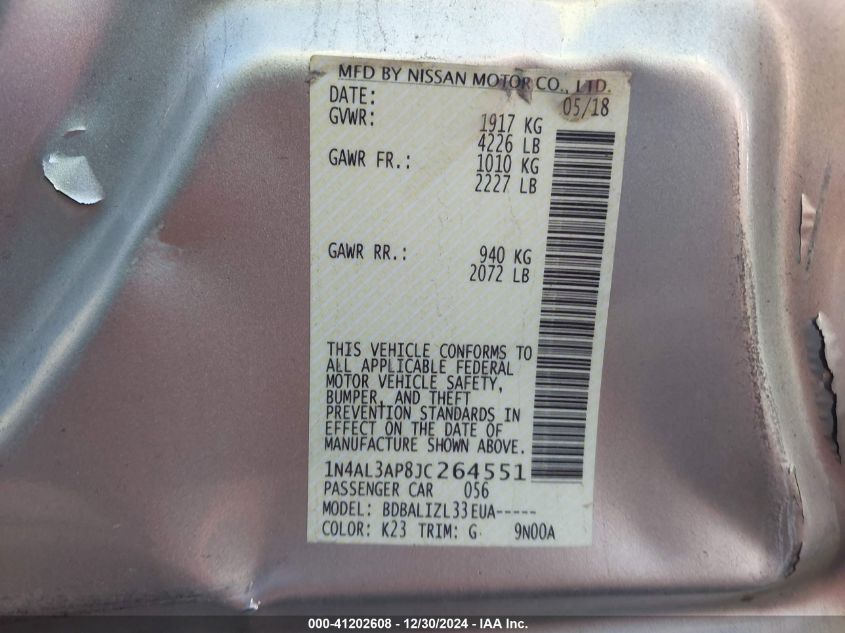 MFD BY NISSAN MOTOR CO., LTD.
DATE: 05/18
GVWR: 1917 KG
4226 LB
GAWR FR.: 1010 KG
2227 LB
GAWR RR.: 940 KG
2072 LB
THIS VEHICLE CONFORMS TO
ALL APPLICABLE FEDERAL
MOTOR VEHICLE SAFETY,
BUMPER, AND THEFT
PREVENTION STANDARDS IN
EFFECT ON THE DATE OF
MANUFACTURE SHOWN ABOVE.
1N4AL3AP8JC264551
PASSENGER CAR 056
MODEL: BDBALIZL33EUA-----
COLOR: K23 TRIM: G 9N00A
000-41202608 - 12/30/2024 - IAA Inc.